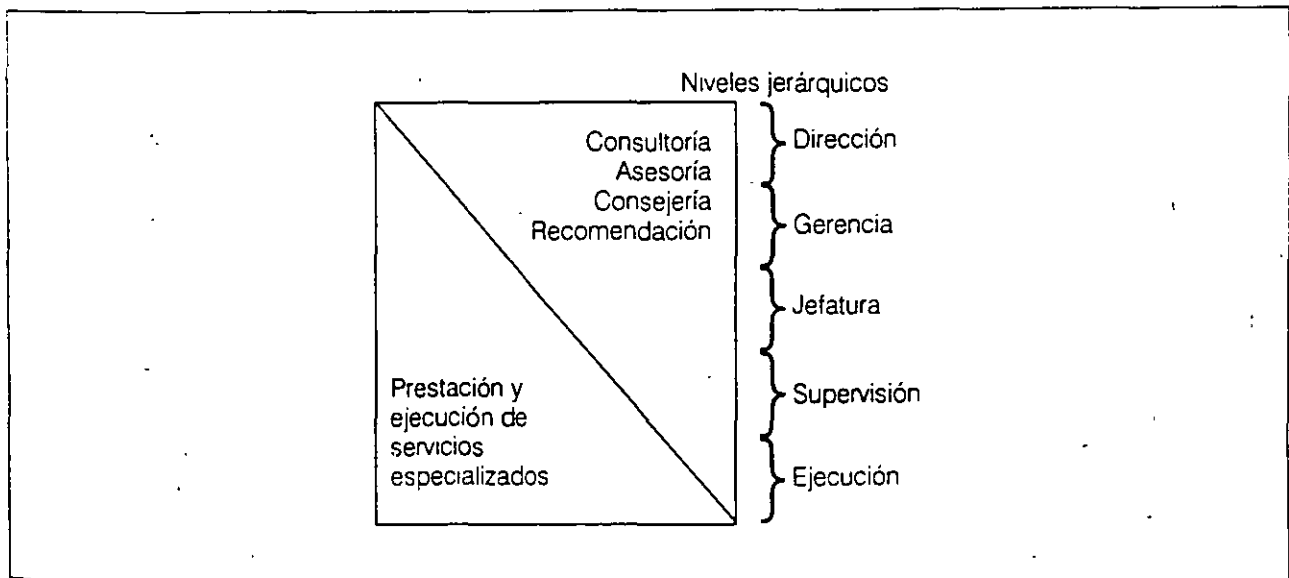 Niveles jerárquicos
Consultoría
Asesoría
Consejería
Recomendación
Dirección
Gerencia
Jefatura
Supervisión
Ejecución
Prestación y
ejecución de
servicios
especializados